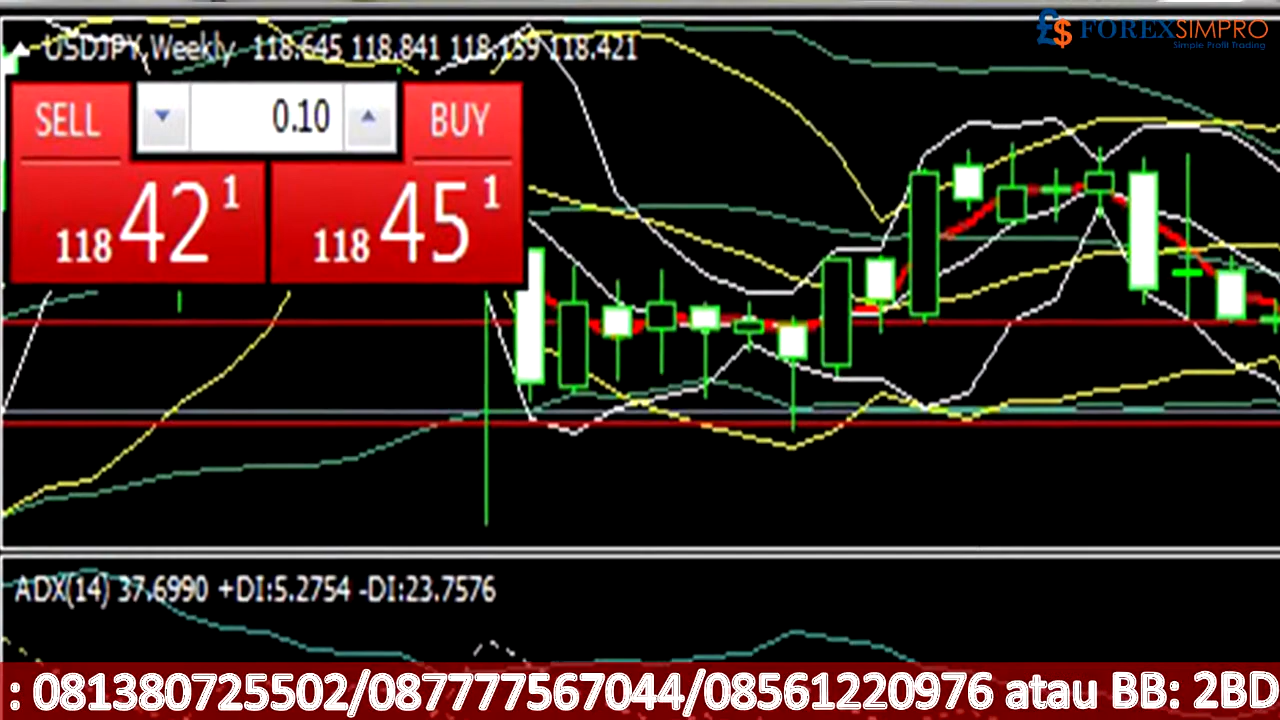 USDJPY,Weekly 118.645 118.841 118.159 118.421
FOREXSIMPRO
Simple Profit Trading
SELL 0.10 BUY
118 42 1 118 45 1
ADX(14) 37.6990 +DI:5.2754 -DI:23.7576
: 081380725502/087777567044/08561220976 atau BB: 2BD